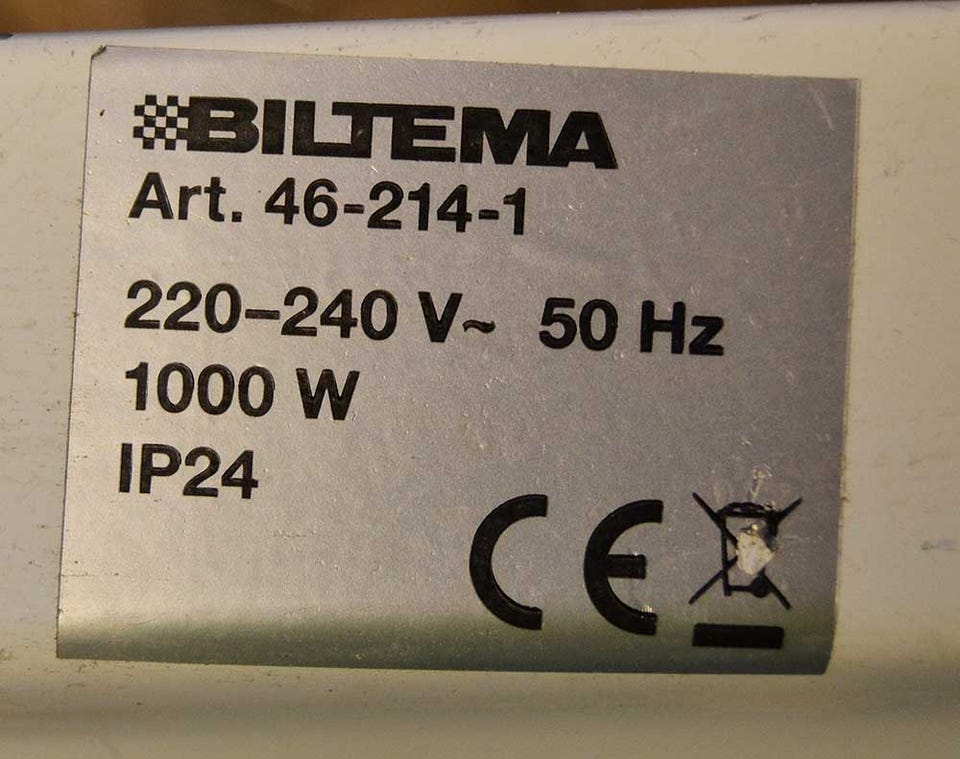 BILTEMA
Art. 46-214-1
220–240 V~ 50 Hz
1000 W
IP24
CE